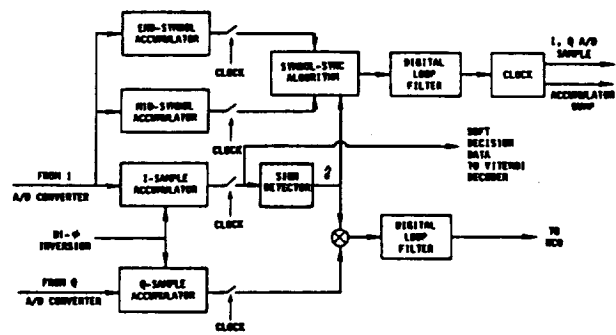 END-SYMBOL
ACCUMULATOR
CLOCK
SYMBOL-SYNC
ALGORITHM
DIGITAL
LOOP
FILTER
CLOCK
I, Q A/D
SAMPLE
ACCUMULATOR
DUMP
MID-SYMBOL
ACCUMULATOR
CLOCK
SOFT
DECISION
DATA
TO VITERBI
DECODER
FROM I
A/D CONVERTER
I-SAMPLE
ACCUMULATOR
SIGN
DETECTOR
CLOCK
BI-φ
INVERSION
DIGITAL
LOOP
FILTER
TO
NCO
FROM Q
A/D CONVERTER
Q-SAMPLE
ACCUMULATOR
CLOCK